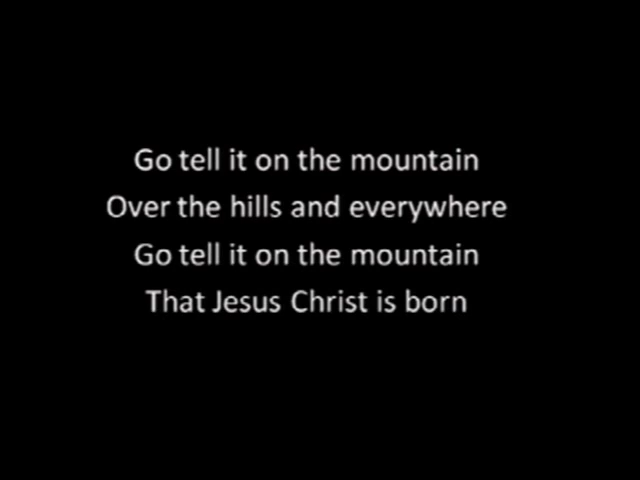 Go tell it on the mountain
Over the hills and everywhere
Go tell it on the mountain
That Jesus Christ is born